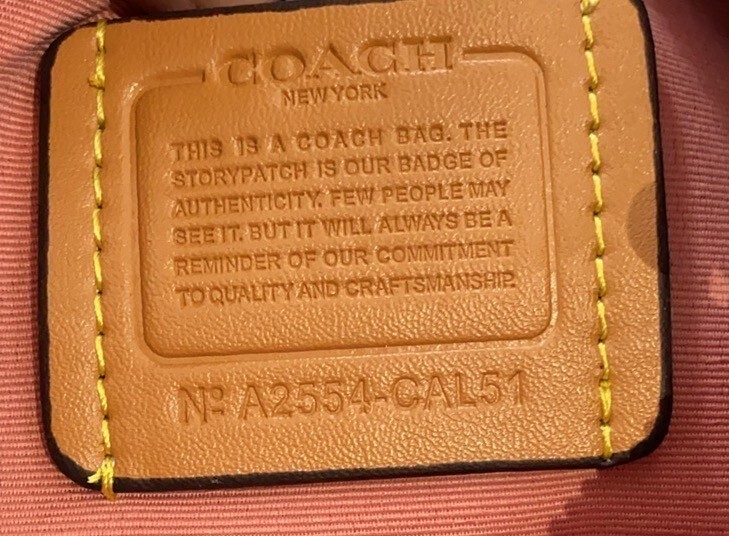 COACH
NEW YORK
THIS IS A COACH BAG. THE
STORYPATCH IS OUR BADGE OF
AUTHENTICITY. FEW PEOPLE MAY
SEE IT. BUT IT WILL ALWAYS BE A
REMINDER OF OUR COMMITMENT
TO QUALITY AND CRAFTSMANSHIP.
Nº A2554-CAL51